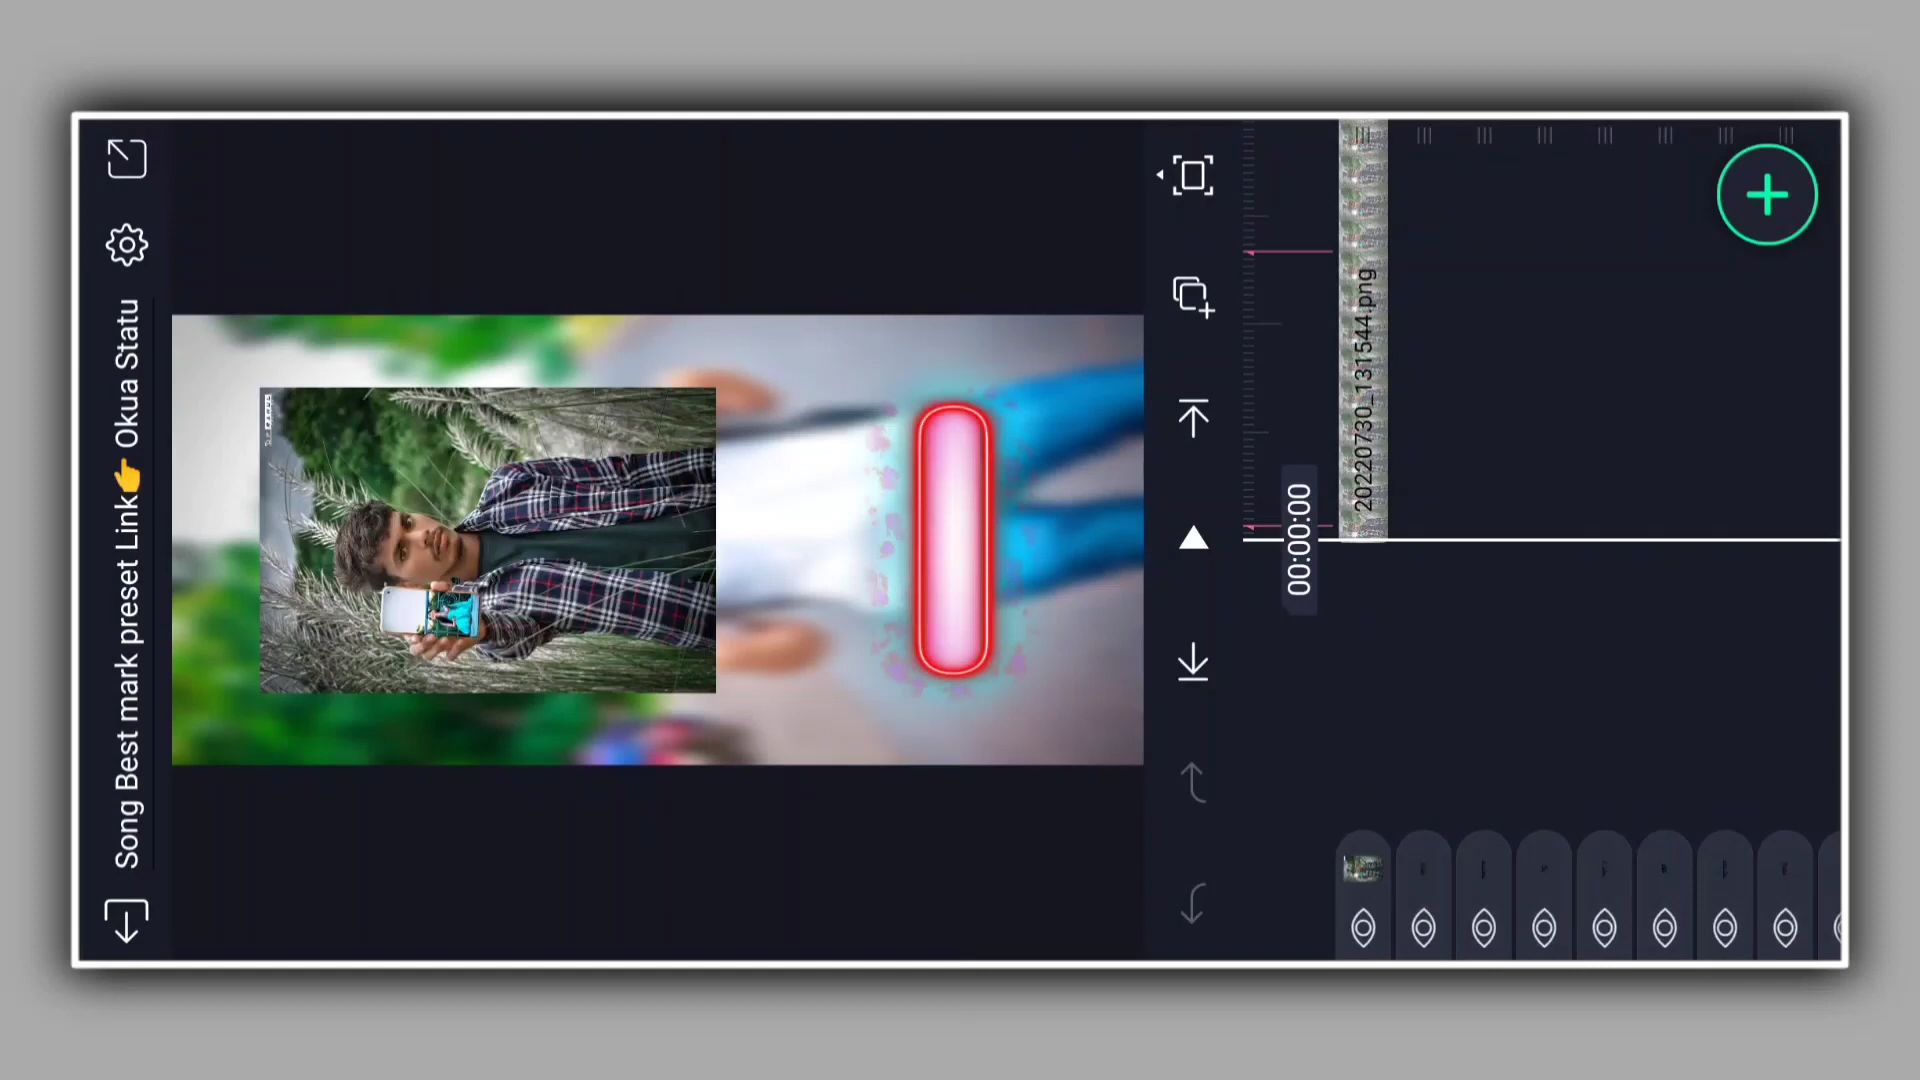 Song Best mark preset Link👉 Okua Statu
00:00:00
20220730_131544.png